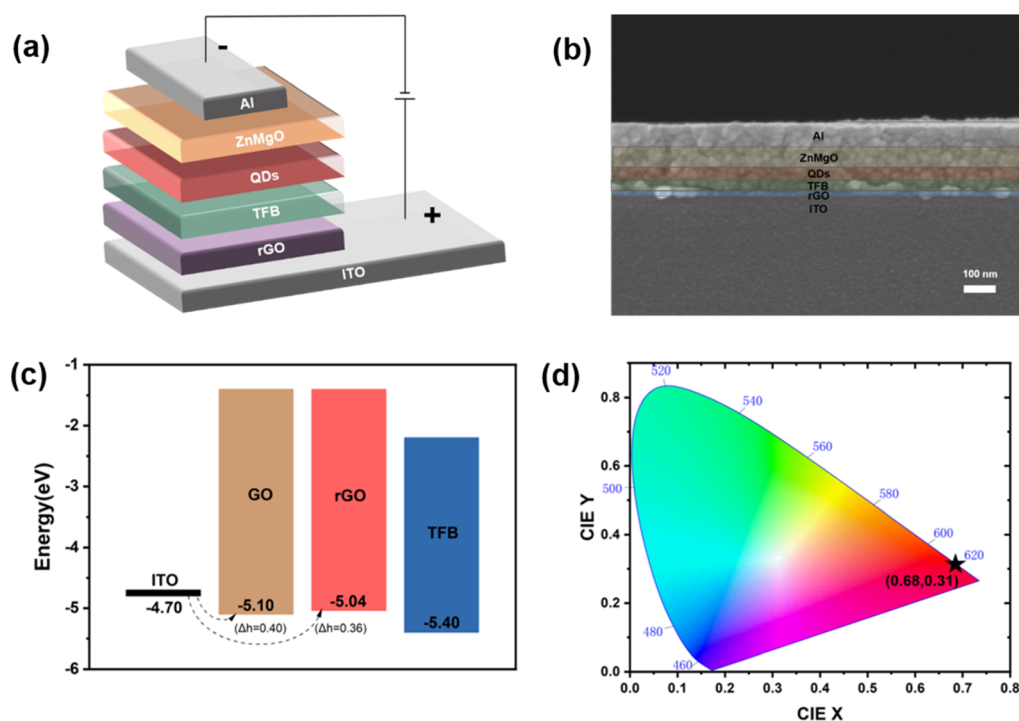 (a)
-
Al
ZnMgO
QDs
TFB
rGO
+
ITO
(b)
Al
ZnMgO
QDs
TFB
rGO
ITO
100 nm
(c)
Energy(eV)
-1
-2
-3
-4
-5
-6
ITO
-4.70
GO
-5.10
(Δh=0.40)
rGO
-5.04
(Δh=0.36)
TFB
-5.40
(d)
CIE Y
0.8
0.6
0.4
0.2
0.0
520
540
560
580
600
620
500
480
460
(0.68,0.31)
0.0 0.1 0.2 0.3 0.4 0.5 0.6 0.7 0.8
CIE X